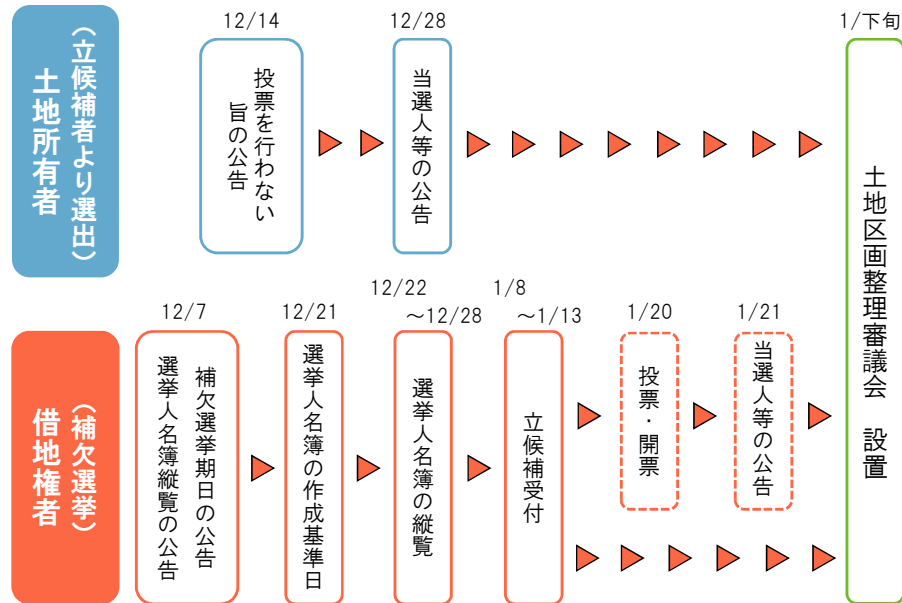 土地所有者
（立候補者より選出）
12/14
投票を行わない
旨の公告
12/28
当選人等の公告
1/下旬
土地区画整理審議会　設置
借地権者
（補欠選挙）
12/7
補欠選挙期日の公告
選挙人名簿縦覧の公告
12/21
選挙人名簿の作成基準日
12/22
～12/28
選挙人名簿の縦覧
1/8
～1/13
立候補受付
1/20
投票・開票
1/21
当選人等の公告